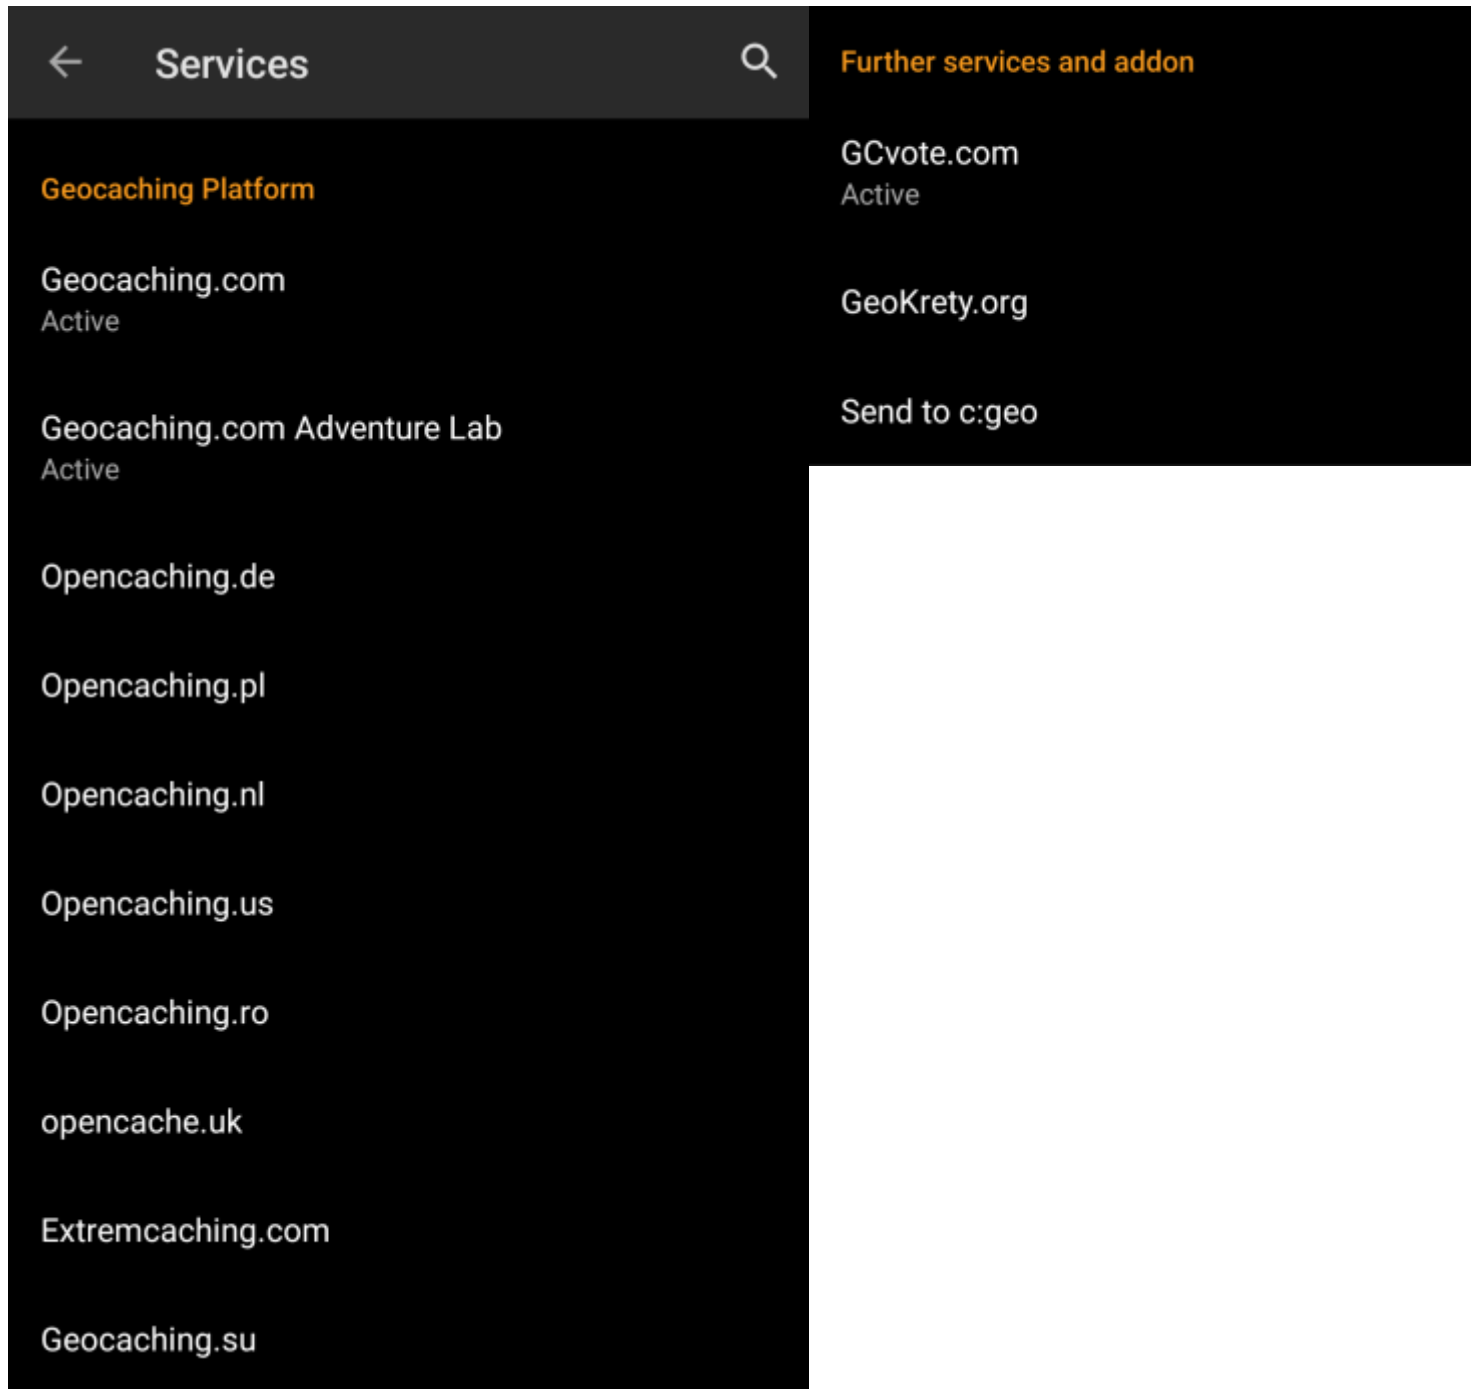 Services
Geocaching Platform
Geocaching.com
Active
Geocaching.com Adventure Lab
Active
Opencaching.de
Opencaching.pl
Opencaching.nl
Opencaching.us
Opencaching.ro
opencache.uk
Extremcaching.com
Geocaching.su
Further services and addon
GCvote.com
Active
GeoKrety.org
Send to c:geo